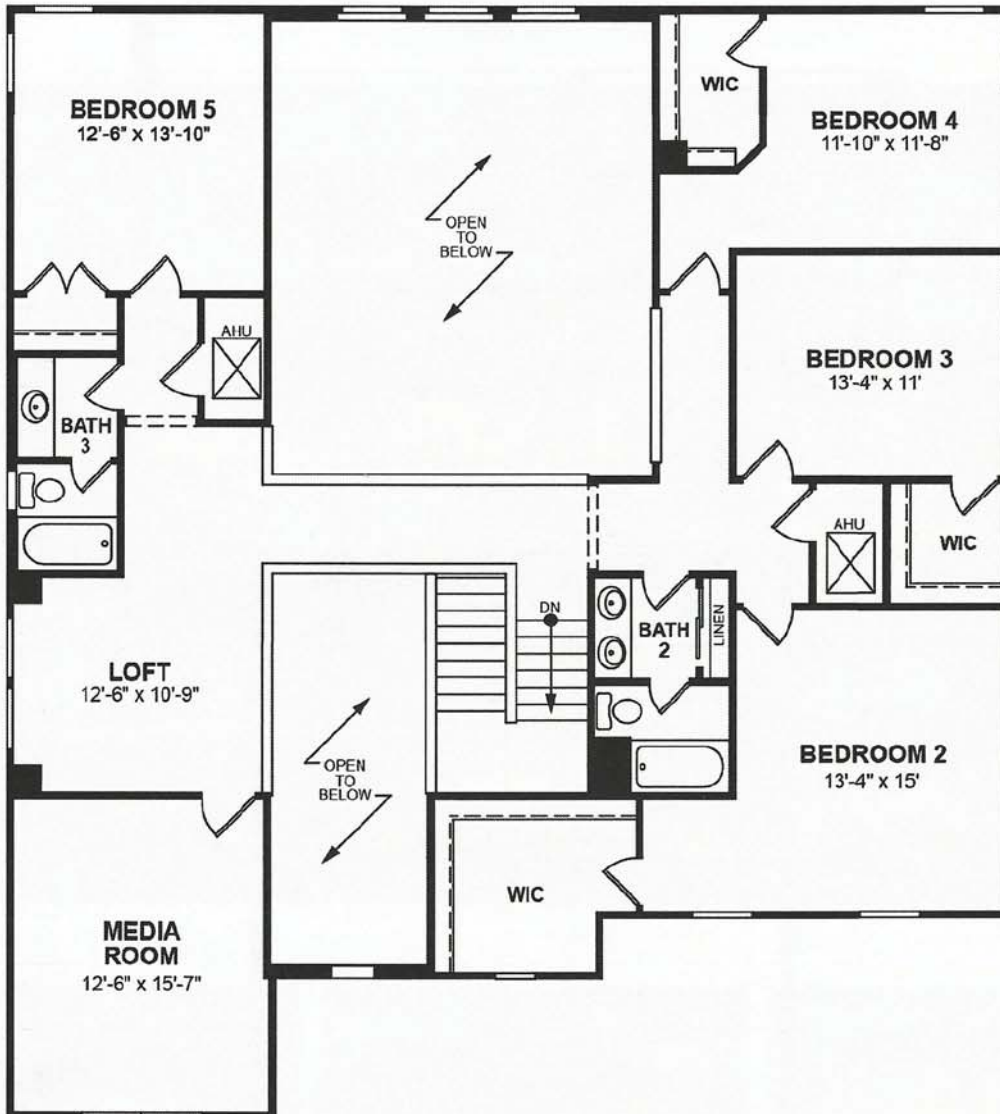 BEDROOM 5
12'-6" x 13'-10"
WIC
BEDROOM 4
11'-10" x 11'-8"
OPEN
TO
BELOW
AHU
BEDROOM 3
13'-4" x 11'
BATH
3
AHU
WIC
DN
BATH
2
LINEN
LOFT
12'-6" x 10'-9"
BEDROOM 2
13'-4" x 15'
OPEN
TO
BELOW
WIC
MEDIA
ROOM
12'-6" x 15'-7"